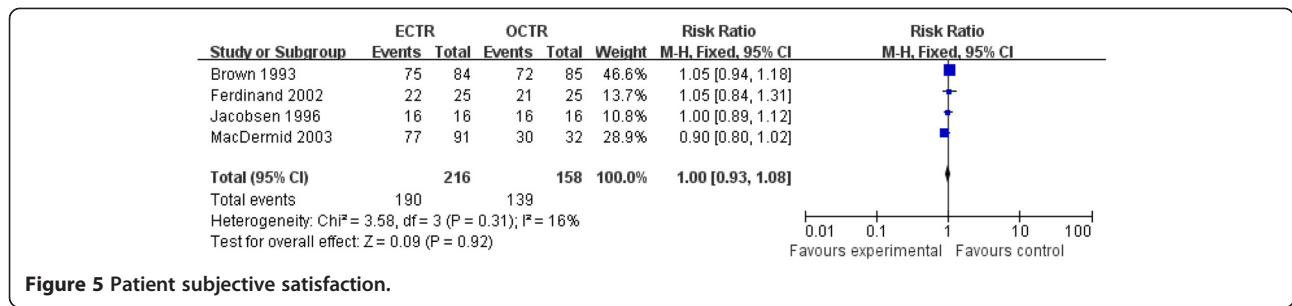 ECTR OCTR Risk Ratio Risk Ratio
Study or Subgroup Events Total Events Total Weight M-H, Fixed, 95% CI M-H, Fixed, 95% CI
Brown 1993 75 84 72 85 46.6% 1.05 [0.94, 1.18]
Ferdinand 2002 22 25 21 25 13.7% 1.05 [0.84, 1.31]
Jacobsen 1996 16 16 16 16 10.8% 1.00 [0.89, 1.12]
MacDermid 2003 77 91 30 32 28.9% 0.90 [0.80, 1.02]
Total (95% CI) 216 158 100.0% 1.00 [0.93, 1.08]
Total events 190 139
Heterogeneity: Chi² = 3.58, df = 3 (P = 0.31); I² = 16%
Test for overall effect: Z = 0.09 (P = 0.92)
0.01 0.1 1 10 100
Favours experimental Favours control
Figure 5 Patient subjective satisfaction.